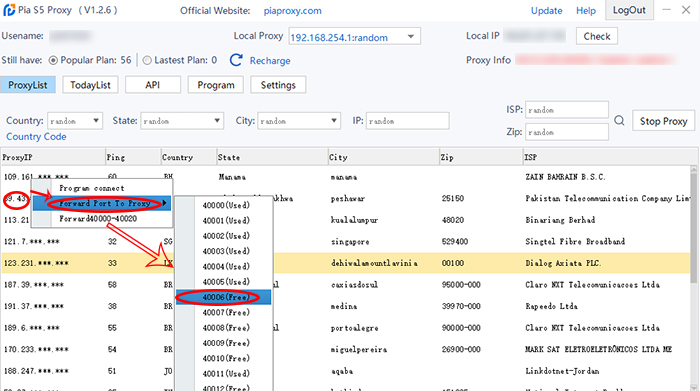 Pia S5 Proxy ( V1.2.6 ) Official Website: piaproxy.com Update Help LogOut
Usename: Local Proxy 192.168.254.1:random Local IP Check
Still have: Popular Plan: 56 Lastest Plan: 0 Recharge Proxy Info
ProxyList TodayList API Program Settings
Country: random State: random City: random IP: random ISP: random Stop Proxy
Country Code Zip: random
ProxyIP Ping Country State City Zip ISP
109.161.***.*** 60 BH Manama manama ZAIN BAHRAIN B.S.C.
Program connect
39.43 Forward Port To Proxy peshawar 25150 Pakistan Telecommunication Company Lim
40000(Used)
113.21 Forward40000-40020 40001(Used) kualalumpur 48020 Binariang Berhad
40002(Used)
121.7.***.*** 32 SG 40003(Used) singapore 529400 Singtel Fibre Broadband
123.231.***.*** 33 LK 40004(Used) dehiwalamountlavinia 00100 Dialog Axiata PLC.
187.39.***.*** 58 BR 40005(Used) caxiasdosul 95000-000 Claro NXT Telecomunicacoes Ltda
40006(Free)
191.37.***.*** 38 BR 40007(Free) medina 39970-000 Rapeedo Ltda
189.6.***.*** 55 BR 40008(Free) portoalegre 90000-000 Claro NXT Telecomunicacoes Ltda
40009(Free)
170.233.***.*** 54 BR 40010(Free) miguelpereira 26900-000 MARK SAT ELETROELETRÔNICOS LTDA ME
188.247.***.*** 51 JO 40011(Free) aqaba Linkdotnet-Jordan
40012(Free)